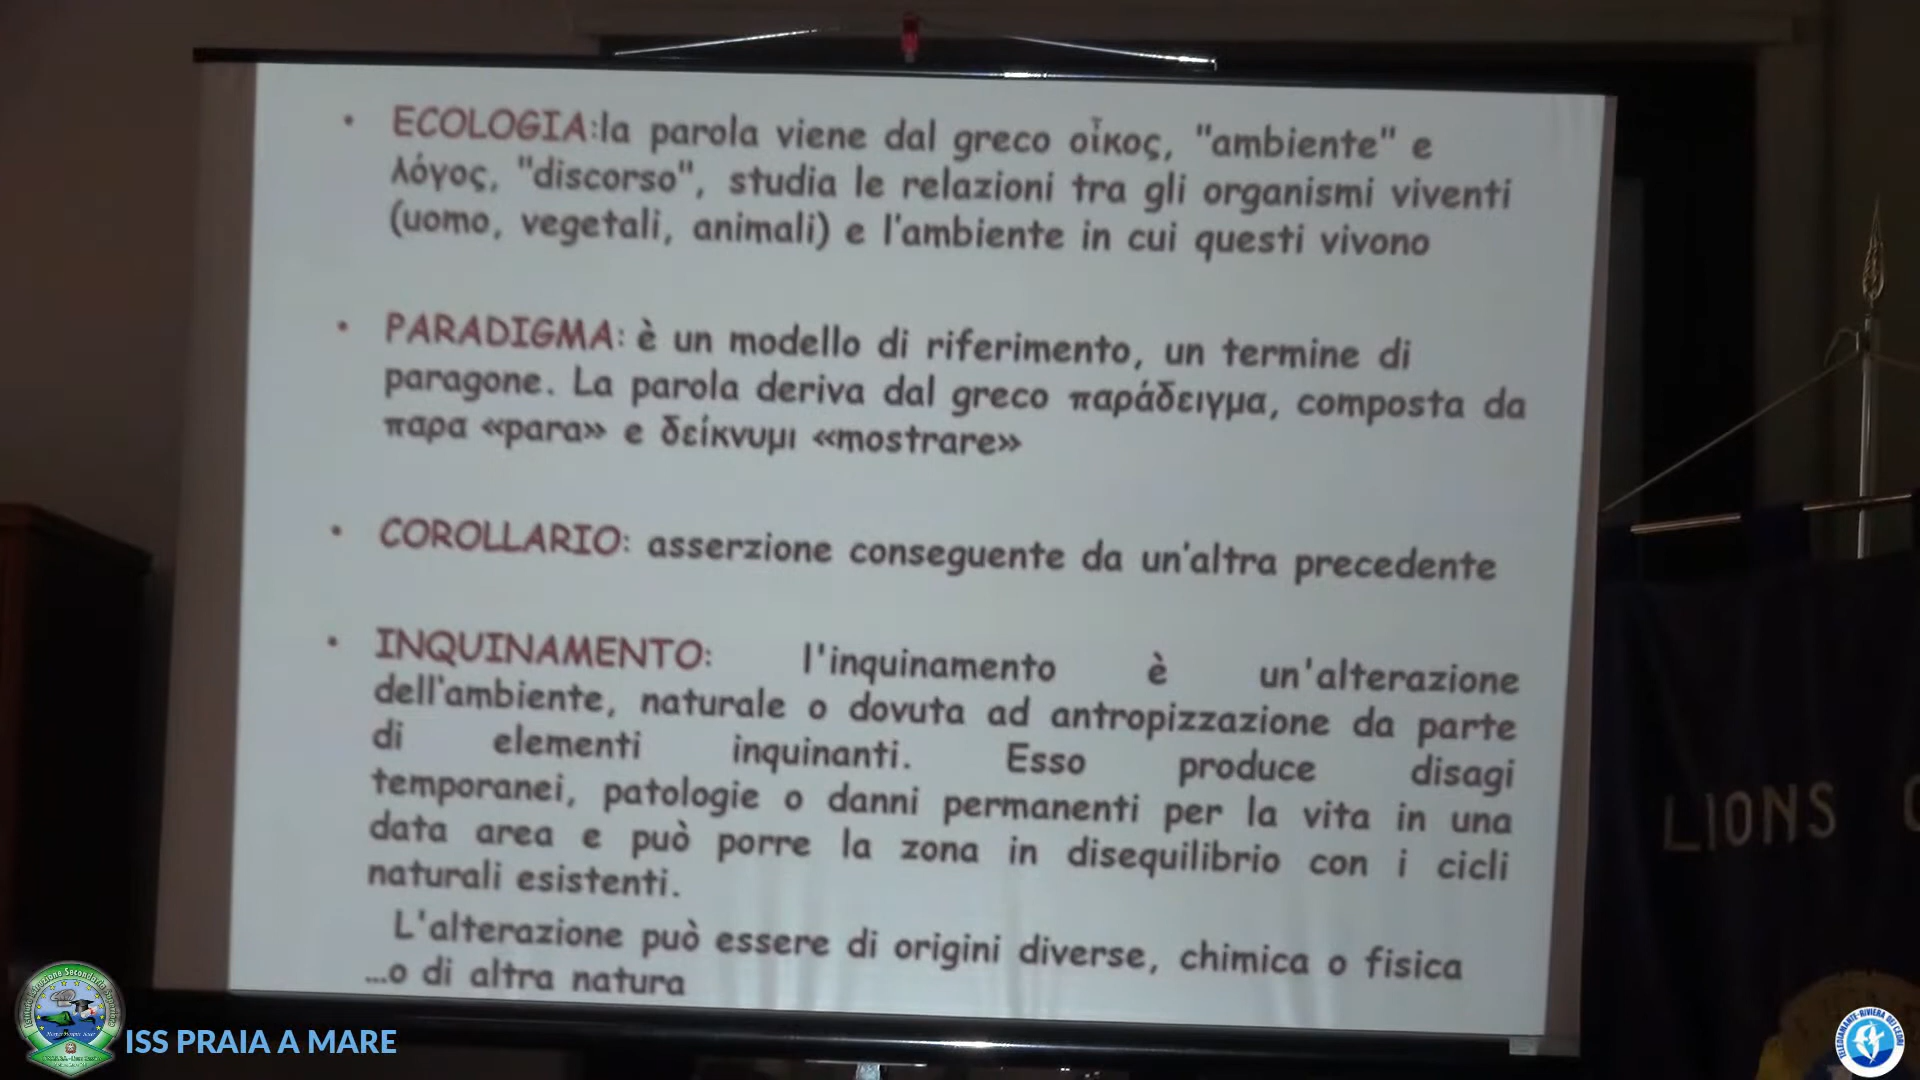 • ECOLOGIA:la parola viene dal greco οἶκος, "ambiente" e
λόγος, "discorso", studia le relazioni tra gli organismi viventi
(uomo, vegetali, animali) e l'ambiente in cui questi vivono
• PARADIGMA: è un modello di riferimento, un termine di
paragone. La parola deriva dal greco παράδειγμα, composta da
παρα «para» e δείκνυμι «mostrare»
• COROLLARIO: asserzione conseguente da un'altra precedente
• INQUINAMENTO: l'inquinamento è un'alterazione
dell'ambiente, naturale o dovuta ad antropizzazione da parte
di elementi inquinanti. Esso produce disagi
temporanei, patologie o danni permanenti per la vita in una
data area e può porre la zona in disequilibrio con i cicli
naturali esistenti.
L'alterazione può essere di origini diverse, chimica o fisica
...o di altra natura
LIONS
ISS PRAIA A MARE
TELEDIAMANTE-RIVIERA DEI CEDRI